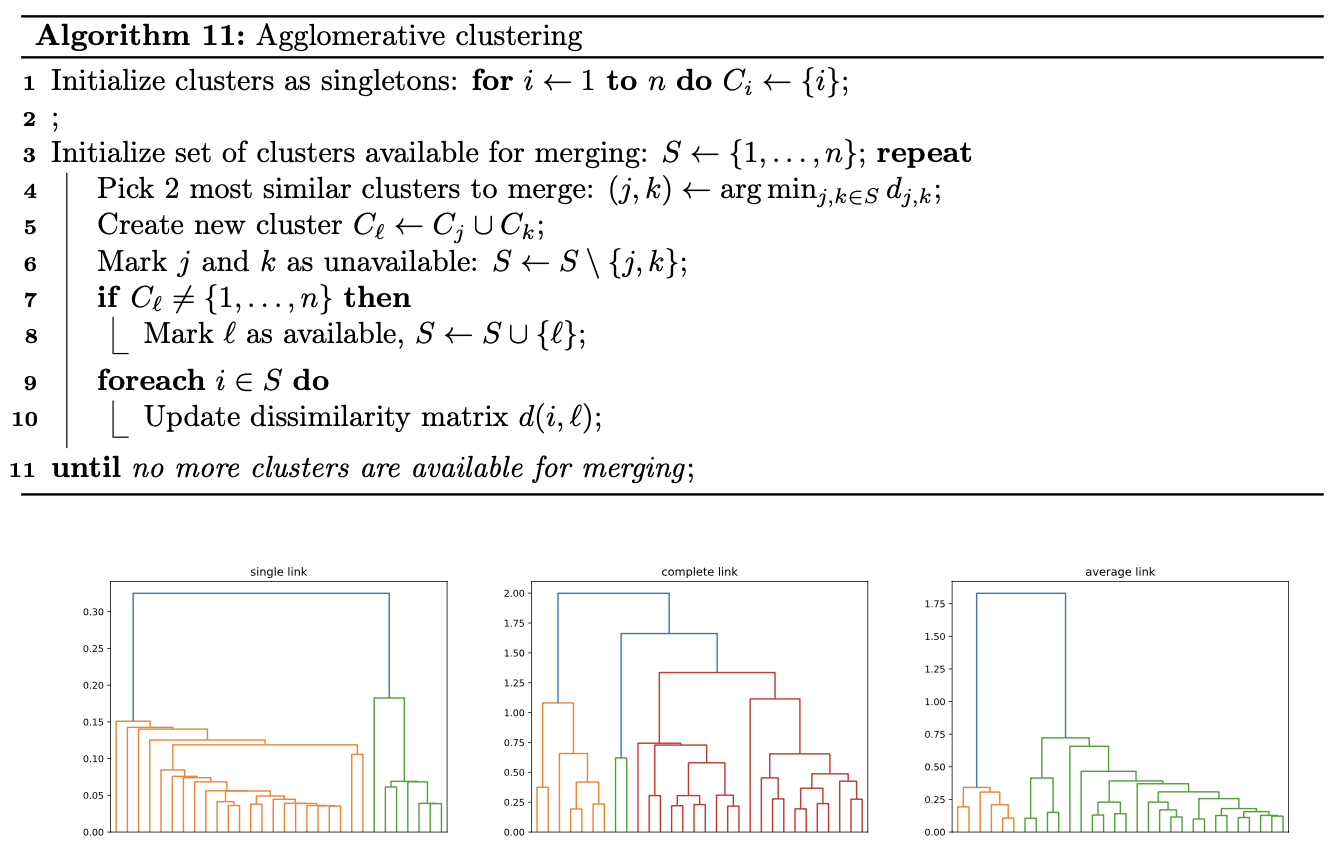 Algorithm 11: Agglomerative clustering
1 Initialize clusters as singletons: for i ← 1 to n do C_i ← {i};
2 ;
3 Initialize set of clusters available for merging: S ← {1, . . . , n}; repeat
4 Pick 2 most similar clusters to merge: (j, k) ← arg min_{j,k∈S} d_{j,k};
5 Create new cluster C_ℓ ← C_j ∪ C_k;
6 Mark j and k as unavailable: S ← S \ {j, k};
7 if C_ℓ ≠ {1, . . . , n} then
8 Mark ℓ as available, S ← S ∪ {ℓ};
9 foreach i ∈ S do
10 Update dissimilarity matrix d(i, ℓ);
11 until no more clusters are available for merging;
single link
0.30
0.25
0.20
0.15
0.10
0.05
0.00
complete link
2.00
1.75
1.50
1.25
1.00
0.75
0.50
0.25
0.00
average link
1.75
1.50
1.25
1.00
0.75
0.50
0.25
0.00